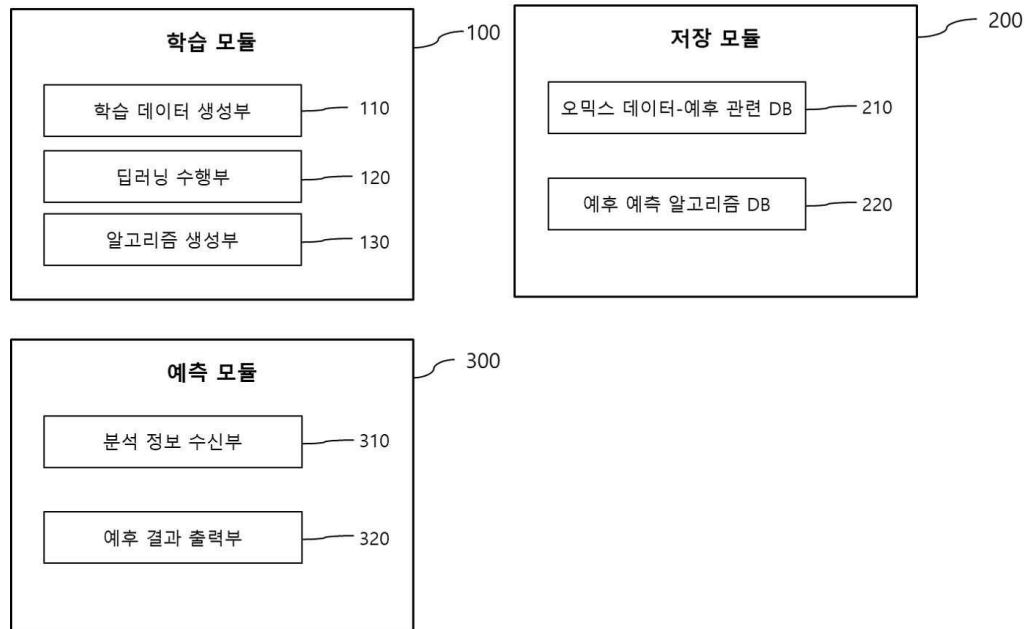 학습 모듈
100
학습 데이터 생성부
110
딥러닝 수행부
120
알고리즘 생성부
130
저장 모듈
200
오믹스 데이터-예후 관련 DB
210
예후 예측 알고리즘 DB
220
예측 모듈
300
분석 정보 수신부
310
예후 결과 출력부
320